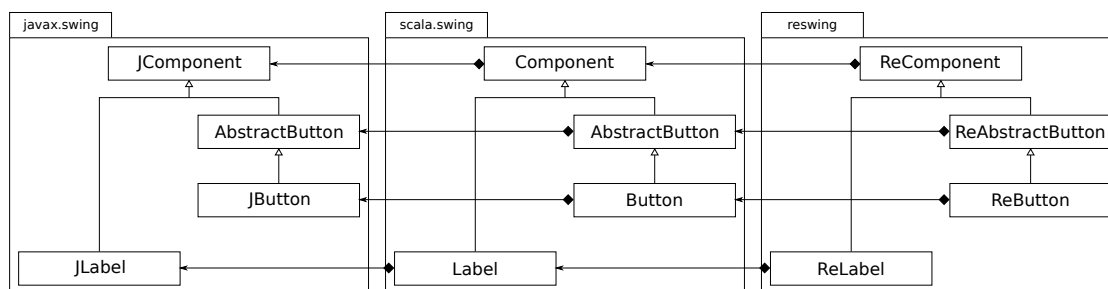 javax.swing
scala.swing
reswing
JComponent
Component
ReComponent
AbstractButton
AbstractButton
ReAbstractButton
JButton
Button
ReButton
JLabel
Label
ReLabel